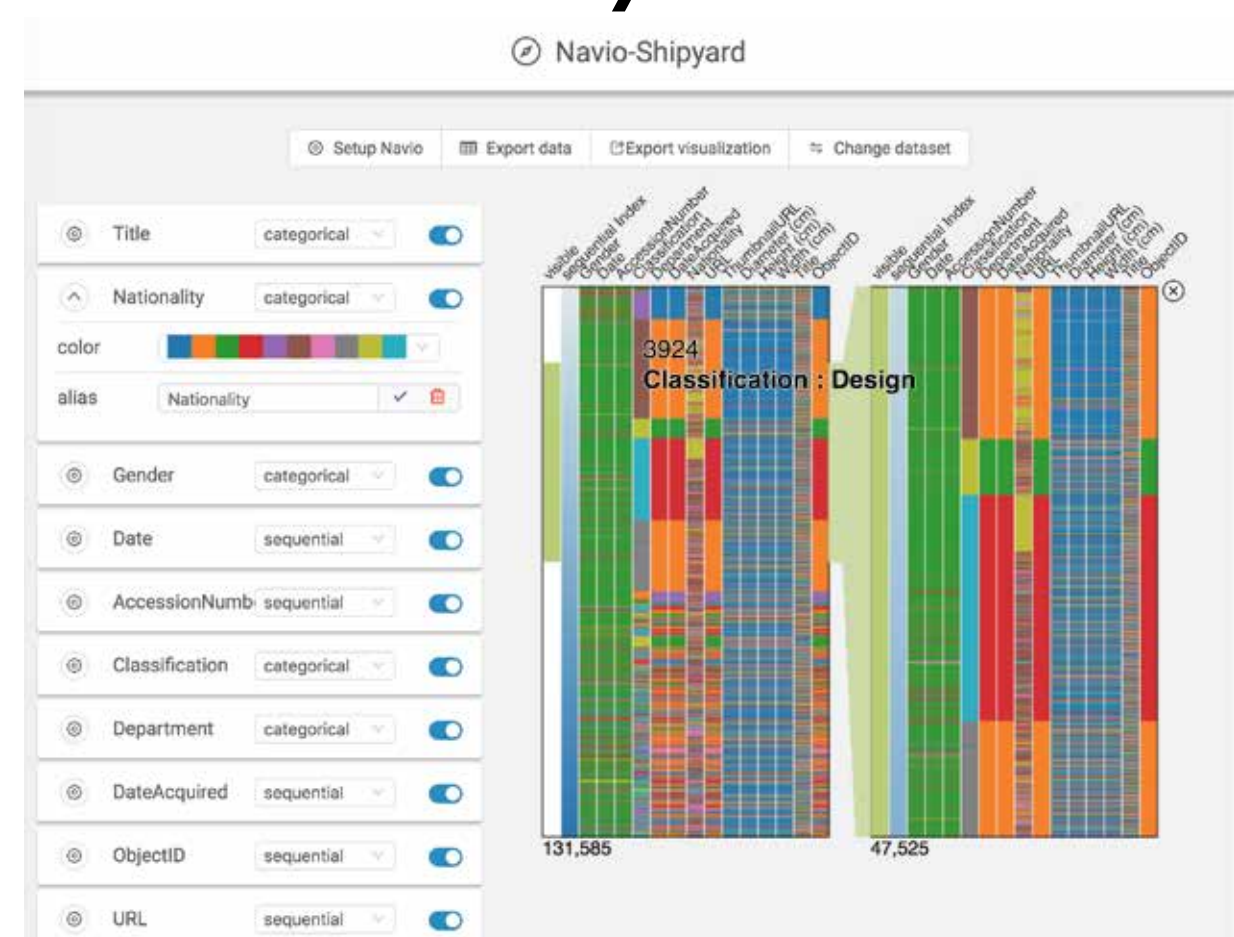 Navio-Shipyard
Setup Navio
Export data
Export visualization
Change dataset
Title categorical
Nationality categorical
color
alias Nationality
Gender categorical
Date sequential
AccessionNumb sequential
Classification categorical
Department categorical
DateAcquired sequential
ObjectID sequential
URL sequential
visible
sequential Index
Gender
Date
AccessionNumber
Classification
Department
DateAcquired
Nationality
URL
ThumbnailURL
Diameter (cm)
Height (cm)
Width (cm)
Title
ObjectID
3924
Classification : Design
131,585
visible
sequential Index
Gender
Date
AccessionNumber
Classification
Department
DateAcquired
Nationality
URL
ThumbnailURL
Diameter (cm)
Height (cm)
Width (cm)
Title
ObjectID
47,525